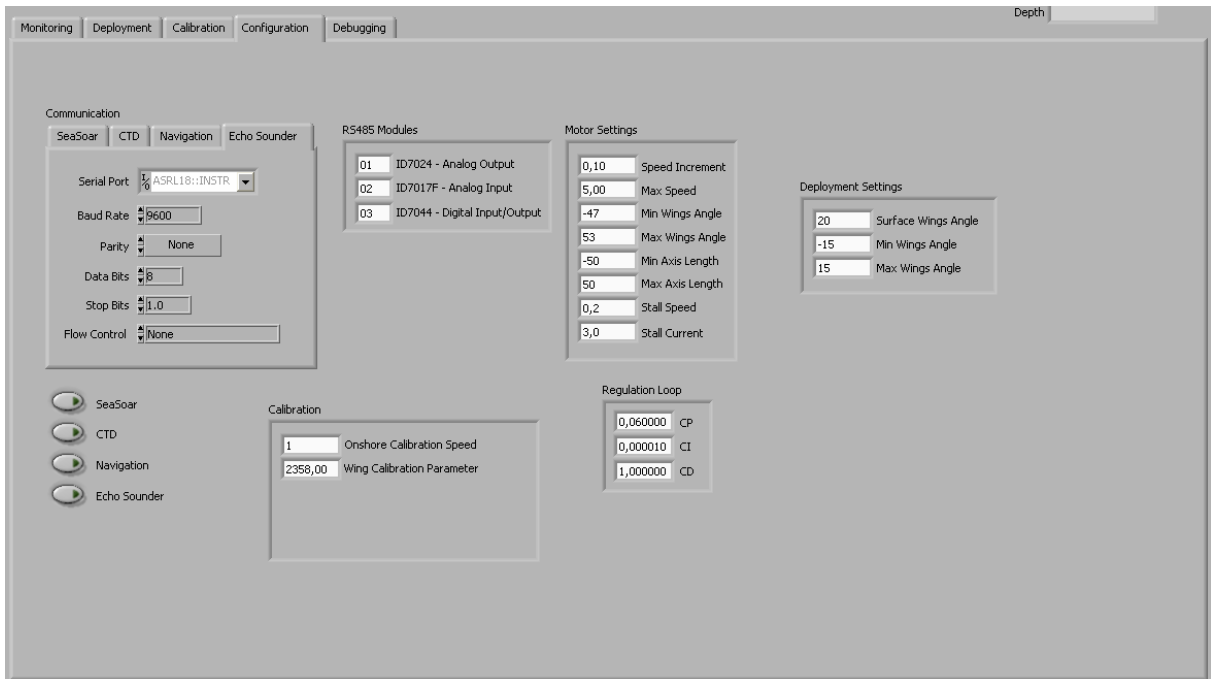 Depth
Monitoring Deployment Calibration Configuration Debugging
Communication
SeaSoar CTD Navigation Echo Sounder
Serial Port I/0 ASRL18::INSTR
Baud Rate 9600
Parity None
Data Bits 8
Stop Bits 1.0
Flow Control None
RS485 Modules
01 ID7024 - Analog Output
02 ID7017F - Analog Input
03 ID7044 - Digital Input/Output
Motor Settings
0,10 Speed Increment
5,00 Max Speed
-47 Min Wings Angle
53 Max Wings Angle
-50 Min Axis Length
50 Max Axis Length
0,2 Stall Speed
3,0 Stall Current
Deployment Settings
20 Surface Wings Angle
-15 Min Wings Angle
15 Max Wings Angle
SeaSoar
CTD
Navigation
Echo Sounder
Calibration
1 Onshore Calibration Speed
2358,00 Wing Calibration Parameter
Regulation Loop
0,060000 CP
0,000010 CI
1,000000 CD